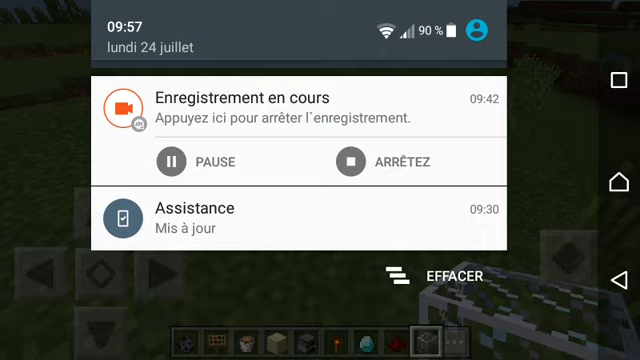 09:57
lundi 24 juillet
90 %
Enregistrement en cours
09:42
Appuyez ici pour arrêter l`enregistrement.
PAUSE
ARRÊTEZ
Assistance
09:30
Mis à jour
EFFACER